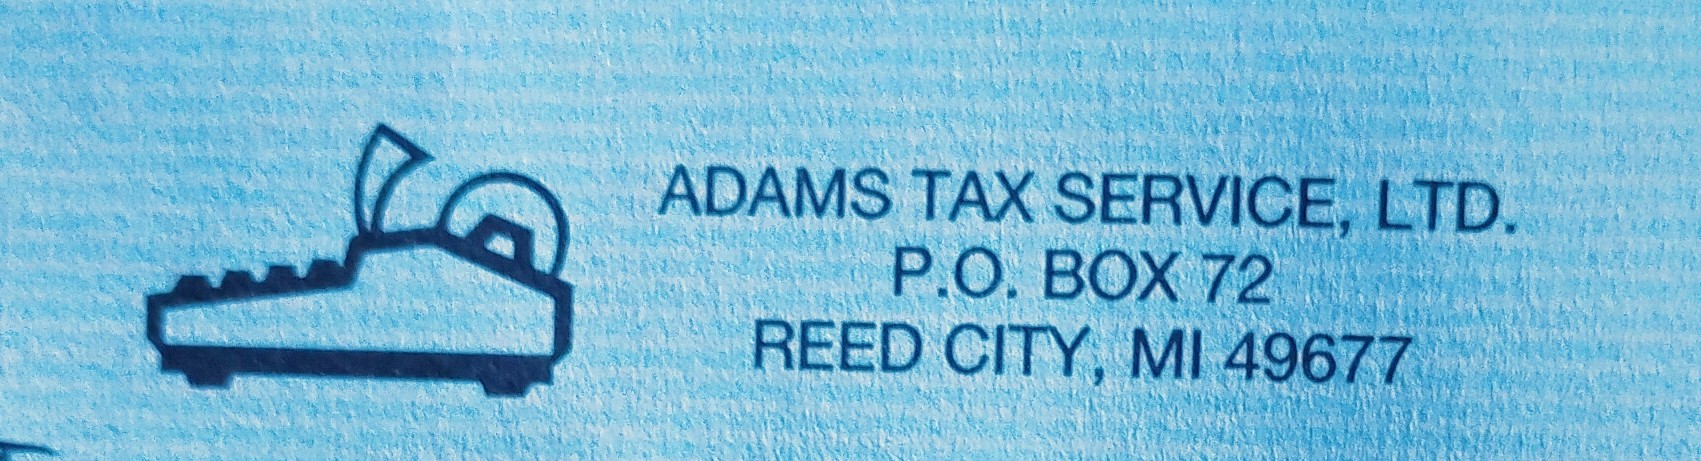 ADAMS TAX SERVICE, LTD.
P.O. BOX 72
REED CITY, MI 49677